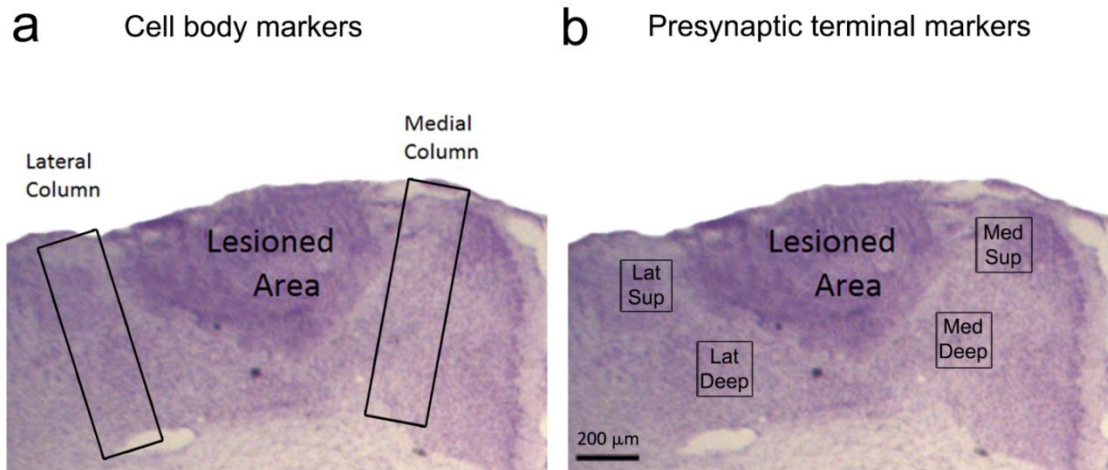 a
Cell body markers
Lateral
Column
Medial
Column
Lesioned
Area
b
Presynaptic terminal markers
Lesioned
Area
Lat
Sup
Med
Sup
Lat
Deep
Med
Deep
200 µm